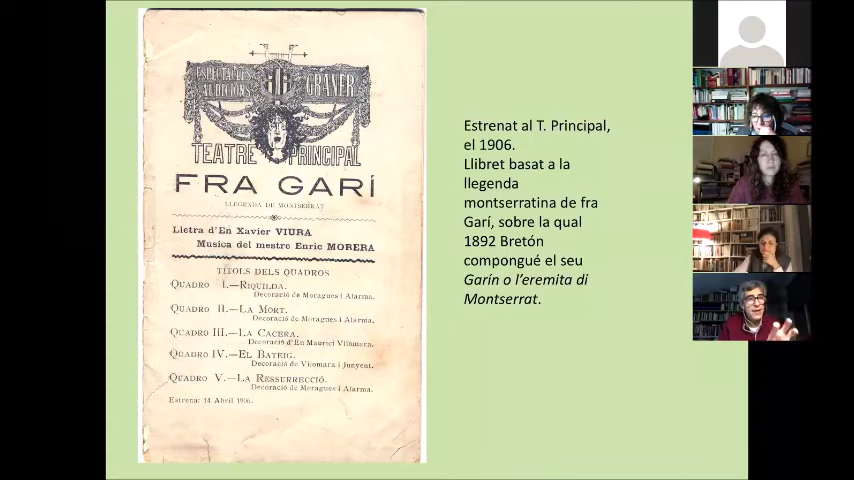 ESPECTACLES
AUDICIONS
GRANER
TEATRE PRINCIPAL
FRA GARÍ
LLEGENDA DE MONTSERRAT
Lletra d'En Xavier VIURA
Musica del mestre Enric MORERA
TÍTOLS DELS QUADROS
QUADRO I.—RIQUILDA.
Decoració de Moragues i Alarma.
QUADRO II.—LA MORT.
Decoració de Moragues i Alarma.
QUADRO III.—LA CACERA.
Decoració d'En Maurici Vilomara.
QUADRO IV.—EL BATEIG.
Decoració de Vilomara i Junyent.
QUADRO V.—LA RESSURRECCIÓ.
Decoració de Moragues i Alarma.
Estrena: 14 Abril 1906.
Estrenat al T. Principal,
el 1906.
Llibret basat a la
llegenda
montserratina de fra
Garí, sobre la qual
1892 Bretón
compongué el seu
Garín o l'eremita di
Montserrat.